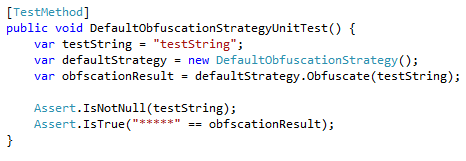 [TestMethod]
public void DefaultObfuscationStrategyUnitTest() {
    var testString = "testString";
    var defaultStrategy = new DefaultObfuscationStrategy();
    var obfscationResult = defaultStrategy.Obfuscate(testString);

    Assert.IsNotNull(testString);
    Assert.IsTrue("*****" == obfscationResult);
}